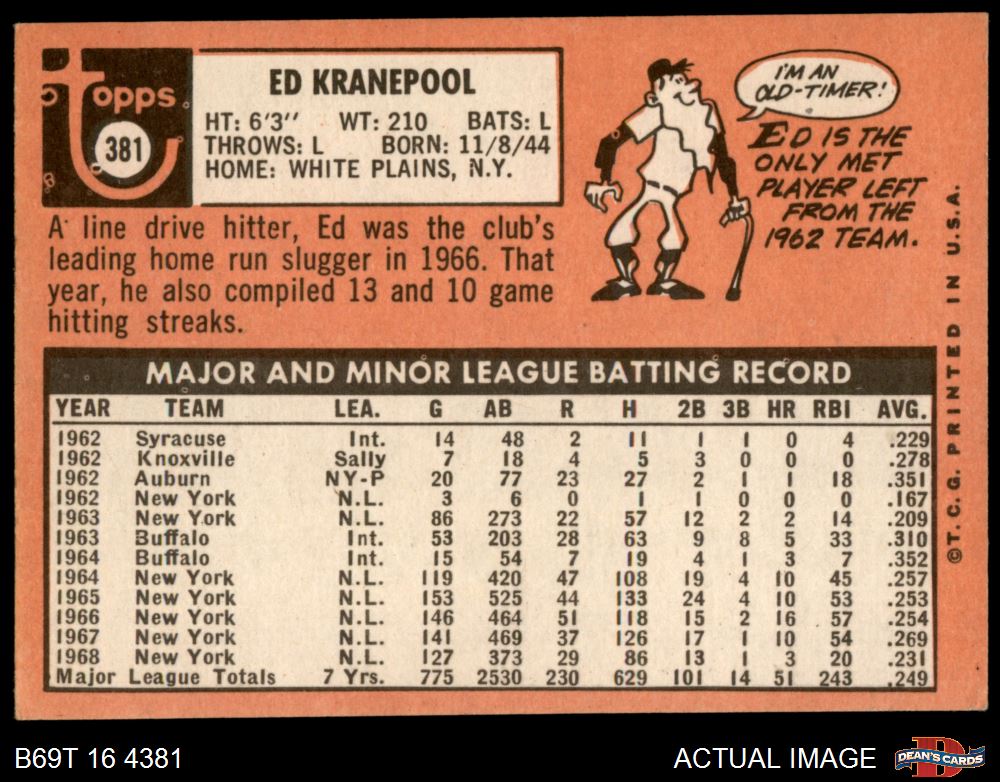 Topps
381
ED KRANEPOOL
HT: 6'3" WT: 210 BATS: L
THROWS: L BORN: 11/8/44
HOME: WHITE PLAINS, N.Y.
A line drive hitter, Ed was the club's
leading home run slugger in 1966. That
year, he also compiled 13 and 10 game
hitting streaks.
I'M AN
OLD-TIMER!
ED IS THE
ONLY MET
PLAYER LEFT
FROM THE
1962 TEAM.
MAJOR AND MINOR LEAGUE BATTING RECORD
YEAR TEAM LEA. G AB R H 2B 3B HR RBI AVG.
1962 Syracuse Int. 14 48 2 11 1 1 0 4 .229
1962 Knoxville Sally 7 18 4 5 3 0 0 0 .278
1962 Auburn NY-P 20 77 23 27 2 1 1 18 .351
1962 New York N.L. 3 6 0 1 1 0 0 0 .167
1963 New York N.L. 86 273 22 57 12 2 2 14 .209
1963 Buffalo Int. 53 203 28 63 9 8 5 33 .310
1964 Buffalo Int. 15 54 7 19 4 1 3 7 .352
1964 New York N.L. 119 420 47 108 19 4 10 45 .257
1965 New York N.L. 153 525 44 133 24 4 10 53 .253
1966 New York N.L. 146 464 51 118 15 2 16 57 .254
1967 New York N.L. 141 469 37 126 17 1 10 54 .269
1968 New York N.L. 127 373 29 86 13 1 3 20 .231
Major League Totals 7 Yrs. 775 2530 230 629 101 14 51 243 .249
©T. C. G. PRINTED IN U.S.A.
B69T 16 4381
ACTUAL IMAGE
D
DEAN'S CARDS